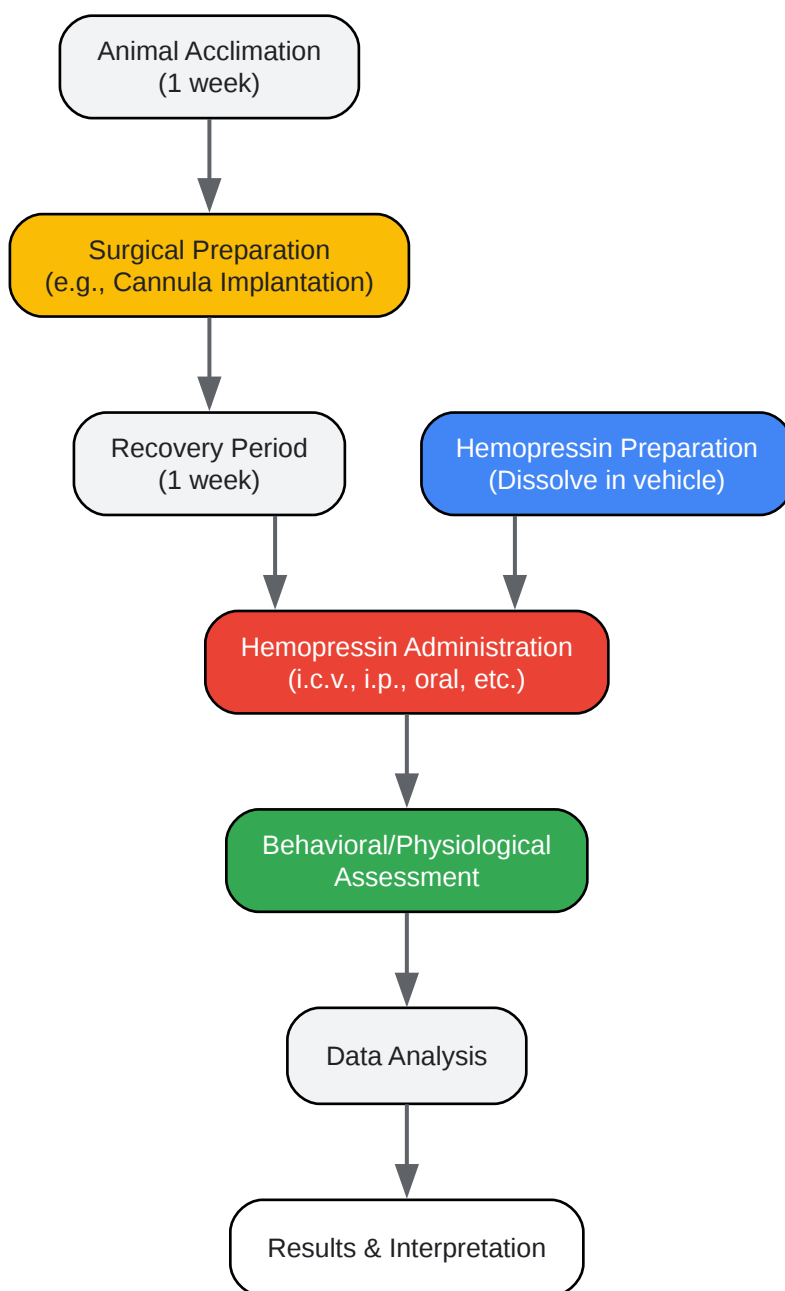 Animal Acclimation
(1 week)
Surgical Preparation
(e.g., Cannula Implantation)
Recovery Period
(1 week)
Hemopressin Preparation
(Dissolve in vehicle)
Hemopressin Administration
(i.c.v., i.p., oral, etc.)
Behavioral/Physiological
Assessment
Data Analysis
Results & Interpretation